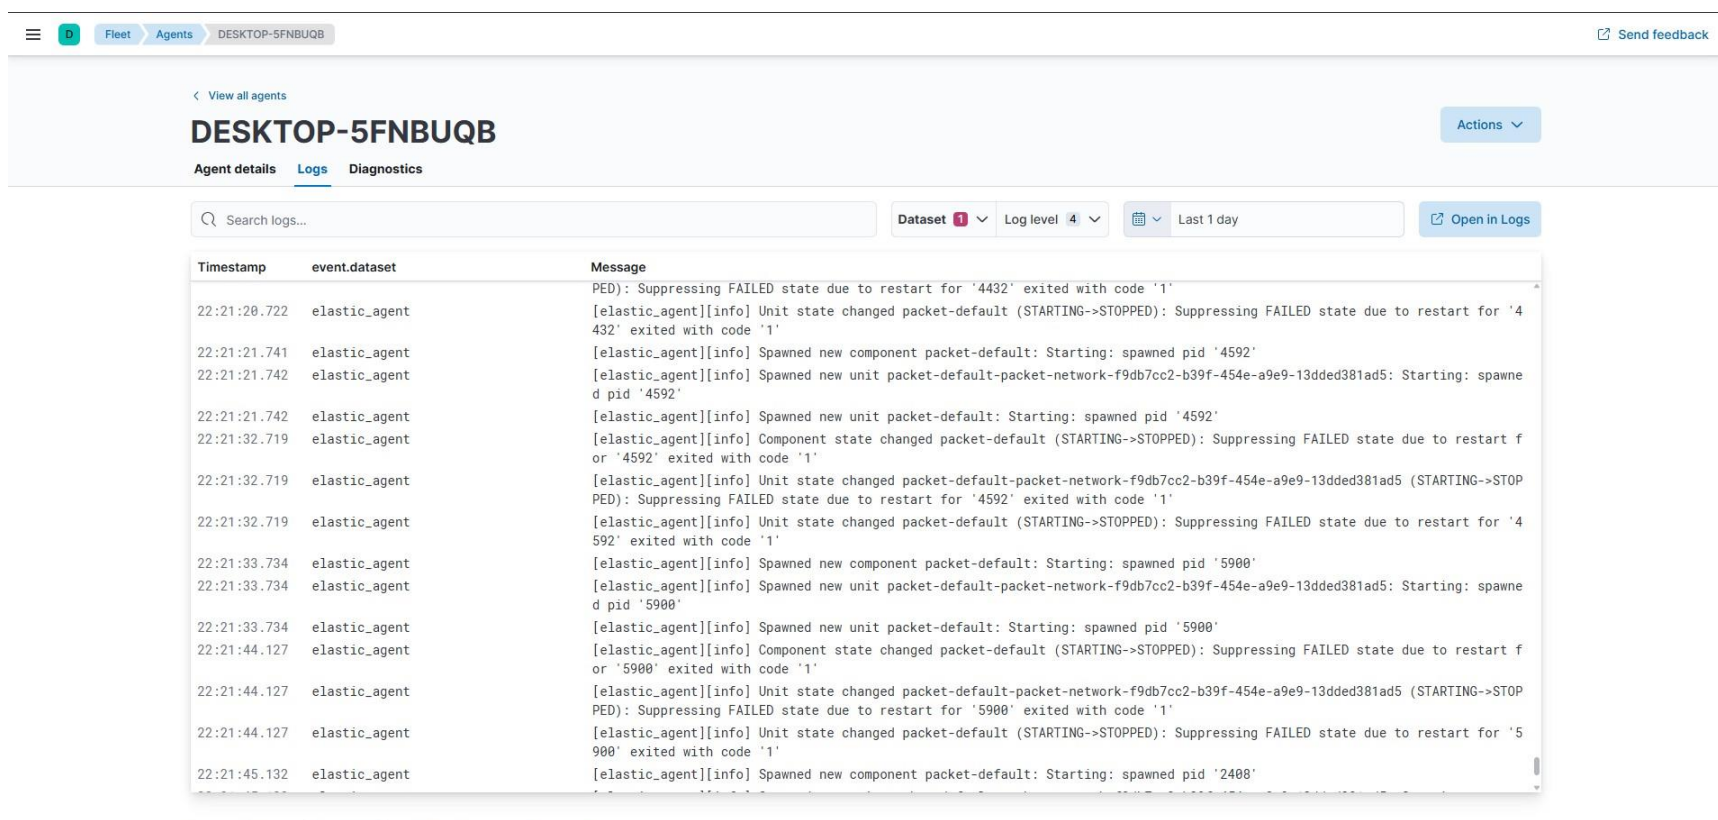 D Fleet Agents DESKTOP-5FNBUQB Send feedback
View all agents
DESKTOP-5FNBUQB
Actions
Agent details Logs Diagnostics
Search logs... Dataset 1 Log level 4 Last 1 day Open in Logs
Timestamp event.dataset Message
PED): Suppressing FAILED state due to restart for '4432' exited with code '1'
22:21:20.722 elastic_agent [elastic_agent][info] Unit state changed packet-default (STARTING->STOPPED): Suppressing FAILED state due to restart for '4
432' exited with code '1'
22:21:21.741 elastic_agent [elastic_agent][info] Spawned new component packet-default: Starting: spawned pid '4592'
22:21:21.742 elastic_agent [elastic_agent][info] Spawned new unit packet-default-packet-network-f9db7cc2-b39f-454e-a9e9-13dded381ad5: Starting: spawne
d pid '4592'
22:21:21.742 elastic_agent [elastic_agent][info] Spawned new unit packet-default: Starting: spawned pid '4592'
22:21:32.719 elastic_agent [elastic_agent][info] Component state changed packet-default (STARTING->STOPPED): Suppressing FAILED state due to restart f
or '4592' exited with code '1'
22:21:32.719 elastic_agent [elastic_agent][info] Unit state changed packet-default-packet-network-f9db7cc2-b39f-454e-a9e9-13dded381ad5 (STARTING->STOP
PED): Suppressing FAILED state due to restart for '4592' exited with code '1'
22:21:32.719 elastic_agent [elastic_agent][info] Unit state changed packet-default (STARTING->STOPPED): Suppressing FAILED state due to restart for '4
592' exited with code '1'
22:21:33.734 elastic_agent [elastic_agent][info] Spawned new component packet-default: Starting: spawned pid '5900'
22:21:33.734 elastic_agent [elastic_agent][info] Spawned new unit packet-default-packet-network-f9db7cc2-b39f-454e-a9e9-13dded381ad5: Starting: spawne
d pid '5900'
22:21:33.734 elastic_agent [elastic_agent][info] Spawned new unit packet-default: Starting: spawned pid '5900'
22:21:44.127 elastic_agent [elastic_agent][info] Component state changed packet-default (STARTING->STOPPED): Suppressing FAILED state due to restart f
or '5900' exited with code '1'
22:21:44.127 elastic_agent [elastic_agent][info] Unit state changed packet-default-packet-network-f9db7cc2-b39f-454e-a9e9-13dded381ad5 (STARTING->STOP
PED): Suppressing FAILED state due to restart for '5900' exited with code '1'
22:21:44.127 elastic_agent [elastic_agent][info] Unit state changed packet-default (STARTING->STOPPED): Suppressing FAILED state due to restart for '5
900' exited with code '1'
22:21:45.132 elastic_agent [elastic_agent][info] Spawned new component packet-default: Starting: spawned pid '2408'